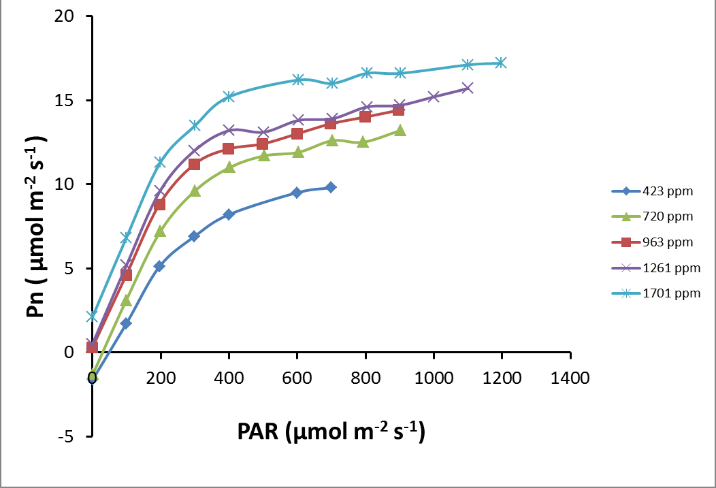 20
15
10
5
0
-5
0 200 400 600 800 1000 1200 1400
Pn ( µmol m⁻² s⁻¹)
PAR (µmol m⁻² s⁻¹)
423 ppm
720 ppm
963 ppm
1261 ppm
1701 ppm